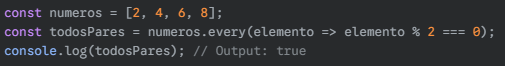 const numeros = [2, 4, 6, 8];
const todosPares = numeros.every(elemento => elemento % 2 === 0);
console.log(todosPares); // Output: true